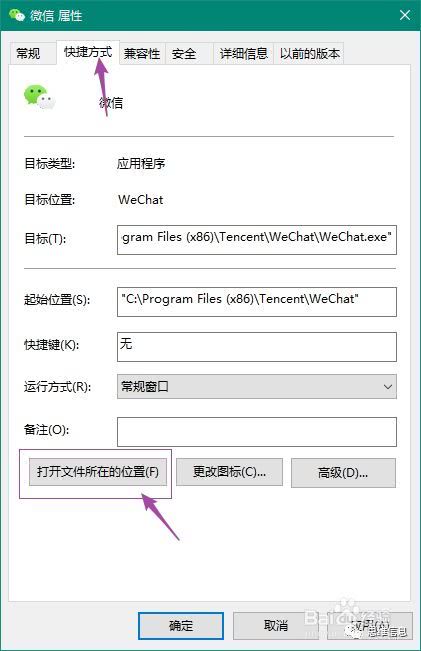 微信 属性
常规 快捷方式 兼容性 安全 详细信息 以前的版本
微信
目标类型: 应用程序
目标位置: WeChat
目标(T): gram Files (x86)\Tencent\WeChat\WeChat.exe"
起始位置(S): "C:\Program Files (x86)\Tencent\WeChat"
快捷键(K): 无
运行方式(R): 常规窗口
备注(O):
打开文件所在的位置(F) 更改图标(C)... 高级(D)...
确定 取消
Baidu经验
思维信息